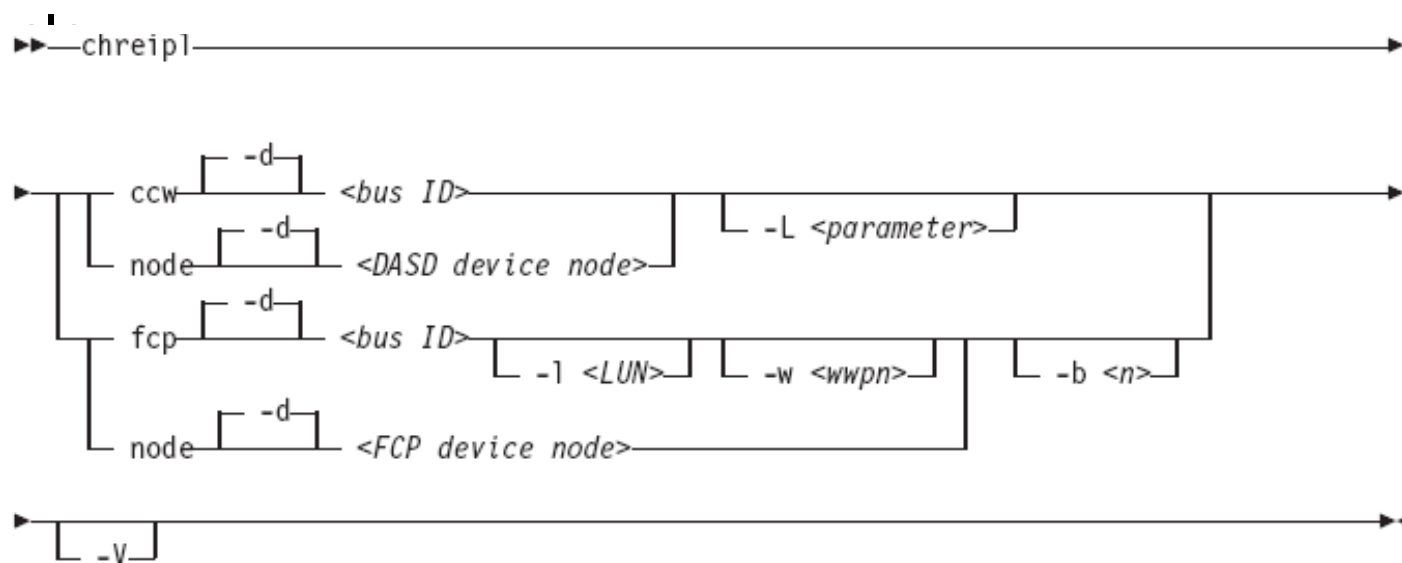 chreipl
-d
ccw <bus ID>
-L <parameter>
-d
node <DASD device node>
-d
fcp <bus ID>
-l <LUN> -w <wwpn> -b <n>
-d
node <FCP device node>
-V